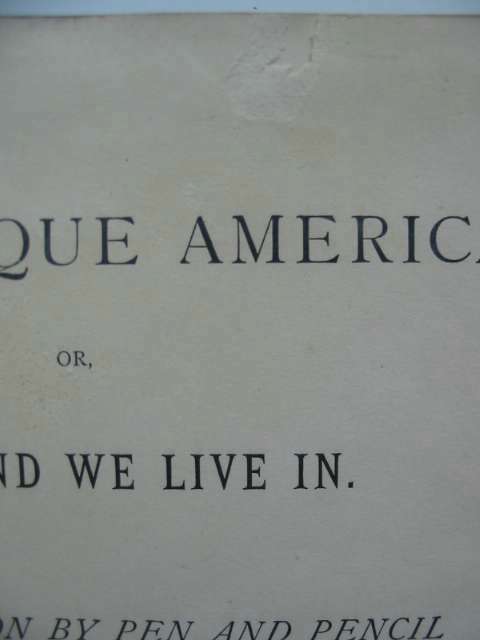 QUE AMERICA
OR,
ND WE LIVE IN.
ON BY PEN AND PENCIL